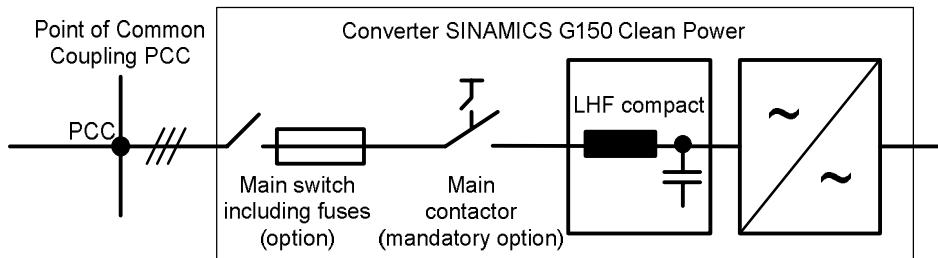 Point of Common
Coupling PCC
Converter SINAMICS G150 Clean Power
PCC
LHF compact
Main switch
including fuses
(option)
Main
contactor
(mandatory option)
~
~